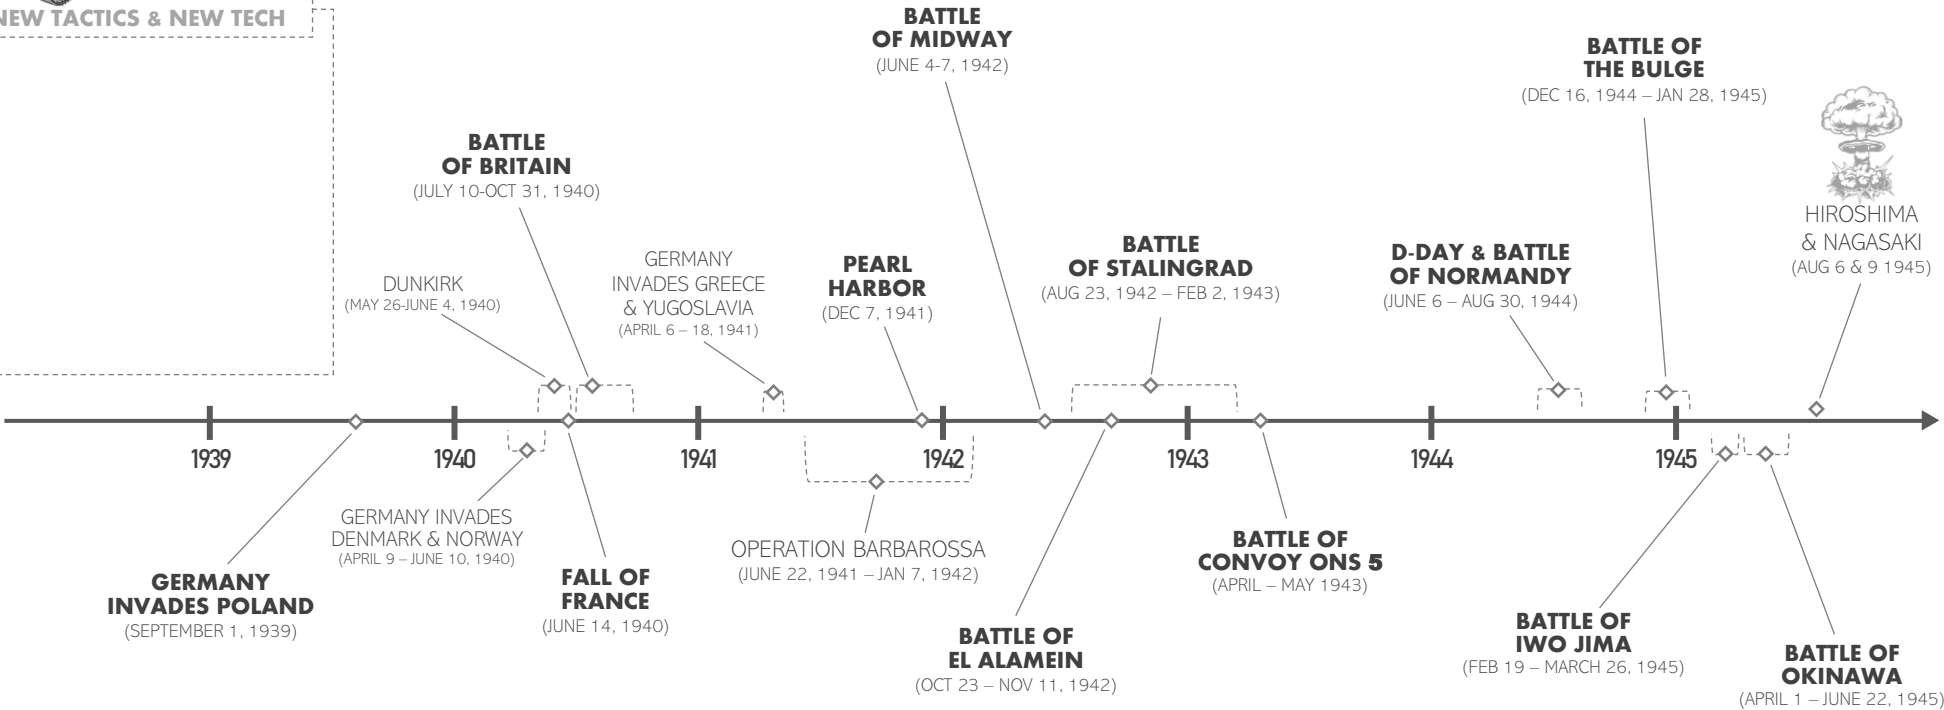 NEW TACTICS & NEW TECH
BATTLE
OF MIDWAY
(JUNE 4-7, 1942)
BATTLE OF
THE BULGE
(DEC 16, 1944 – JAN 28, 1945)
BATTLE
OF BRITAIN
(JULY 10-OCT 31, 1940)
HIROSHIMA
& NAGASAKI
(AUG 6 & 9 1945)
DUNKIRK
(MAY 26-JUNE 4, 1940)
GERMANY
INVADES GREECE
& YUGOSLAVIA
(APRIL 6 – 18, 1941)
PEARL
HARBOR
(DEC 7, 1941)
BATTLE
OF STALINGRAD
(AUG 23, 1942 – FEB 2, 1943)
D-DAY & BATTLE
OF NORMANDY
(JUNE 6 – AUG 30, 1944)
1939
1940
1941
1942
1943
1944
1945
GERMANY
INVADES POLAND
(SEPTEMBER 1, 1939)
GERMANY INVADES
DENMARK & NORWAY
(APRIL 9 – JUNE 10, 1940)
FALL OF
FRANCE
(JUNE 14, 1940)
OPERATION BARBAROSSA
(JUNE 22, 1941 – JAN 7, 1942)
BATTLE OF
EL ALAMEIN
(OCT 23 – NOV 11, 1942)
BATTLE OF
CONVOY ONS 5
(APRIL – MAY 1943)
BATTLE OF
IWO JIMA
(FEB 19 – MARCH 26, 1945)
BATTLE OF
OKINAWA
(APRIL 1 – JUNE 22, 1945)